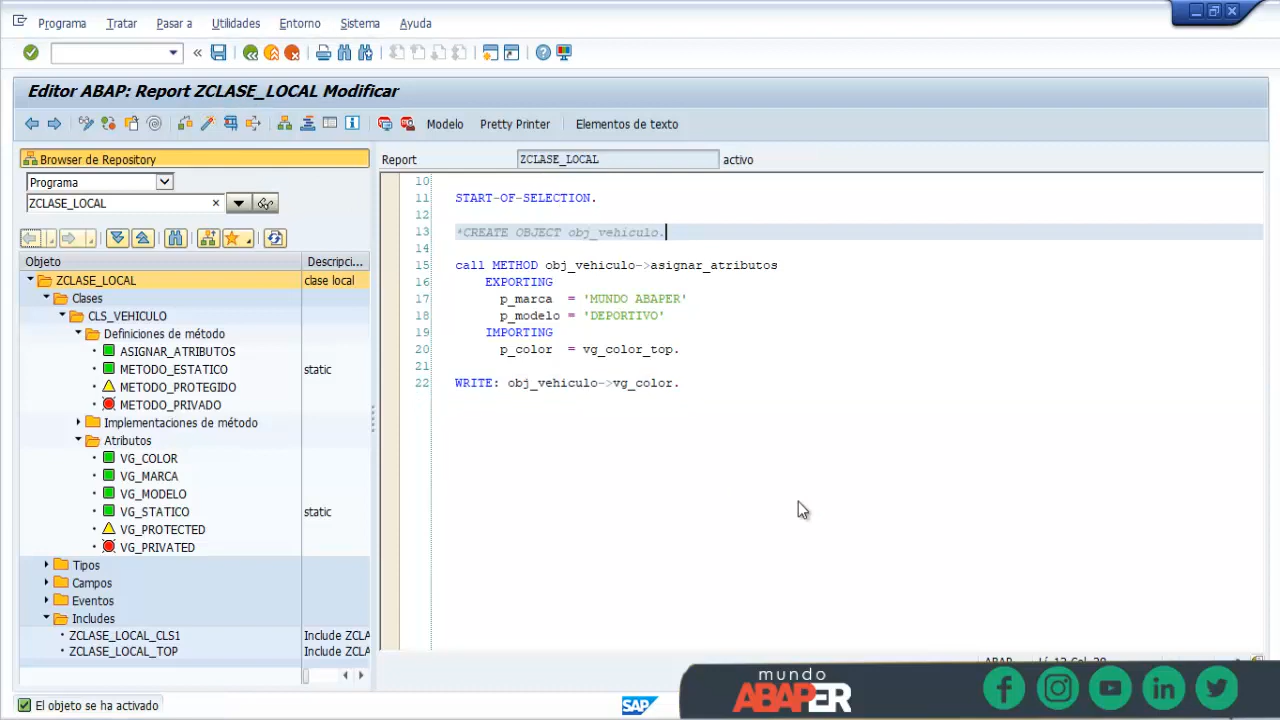 Programa Tratar Pasar a Utilidades Entorno Sistema Ayuda
Editor ABAP: Report ZCLASE_LOCAL Modificar
Modelo Pretty Printer Elementos de texto
Browser de Repository
Programa
ZCLASE_LOCAL
Objeto Descripci...
ZCLASE_LOCAL clase local
Clases
CLS_VEHICULO
Definiciones de método
ASIGNAR_ATRIBUTOS
METODO_ESTATICO static
METODO_PROTEGIDO
METODO_PRIVADO
Implementaciones de método
Atributos
VG_COLOR
VG_MARCA
VG_MODELO
VG_STATICO static
VG_PROTECTED
VG_PRIVATED
Tipos
Campos
Eventos
Includes
ZCLASE_LOCAL_CLS1 Include ZCLA
ZCLASE_LOCAL_TOP Include ZCLA
Report ZCLASE_LOCAL activo
10
11 START-OF-SELECTION.
12
13 *CREATE OBJECT obj_vehiculo.
14
15 call METHOD obj_vehiculo->asignar_atributos
16 EXPORTING
17 p_marca = 'MUNDO ABAPER'
18 p_modelo = 'DEPORTIVO'
19 IMPORTING
20 p_color = vg_color_top.
21
22 WRITE: obj_vehiculo->vg_color.
El objeto se ha activado
SAP
mundo
ABAPER